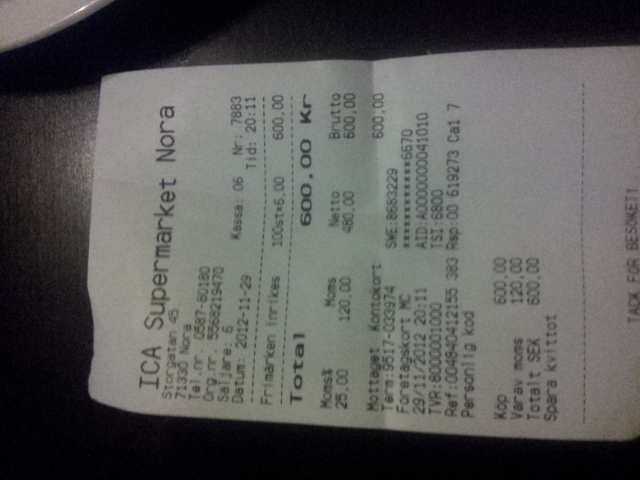 ICA Supermarket Nora
Storgatan 45
71330 Nora
Tel.nr. 0587-80180
Org.nr. 5568219470
Säljare: 6 Kassa: 06 Nr: 7883
Datum: 2012-11-29 Tid: 20:11
Frimärken inrikes 100st*6,00 600,00
Total 600,00 Kr
Moms% Moms Netto Brutto
25,00 120,00 480,00 600,00
Mottaget Kontokort 600,00
Term:9517-033974 SWE:8683229
Företagskort MC ************6670
29/11/2012 20:11 AID:A0000000041010
TVR:8000001000 TSI:6800
Ref:004840412155 383 Rsp:00 619273 Ca1 7
Personlig kod
Köp 600,00
Varav moms 120,00
Totalt SEK 600,00
Spara kvittot
TACK FÖR BESÖKET!